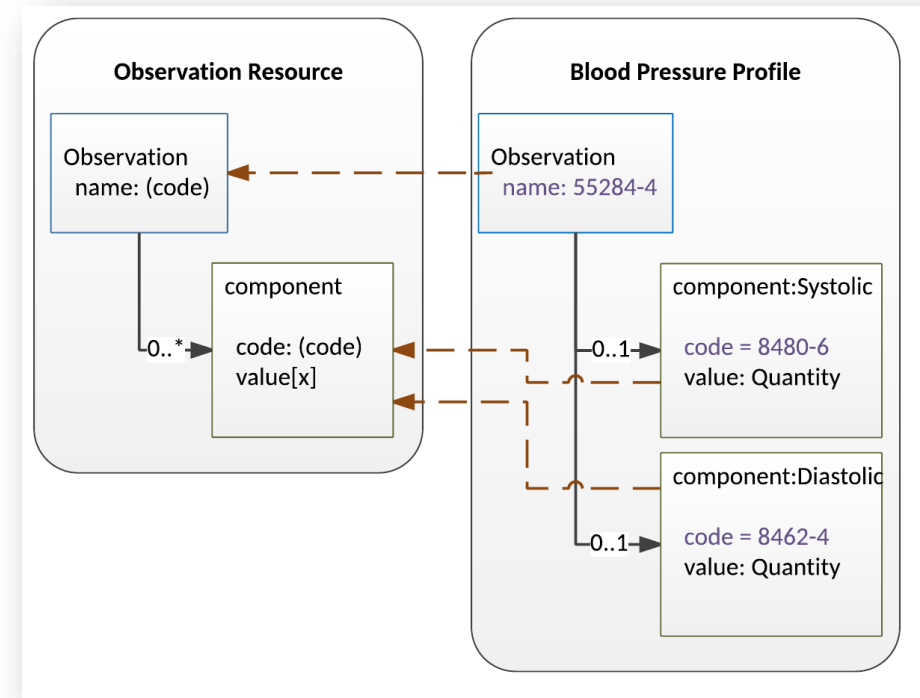 Observation Resource
Observation
name: (code)
0..*
component
code: (code)
value[x]
Blood Pressure Profile
Observation
name: 55284-4
0..1
component:Systolic
code = 8480-6
value: Quantity
0..1
component:Diastolic
code = 8462-4
value: Quantity